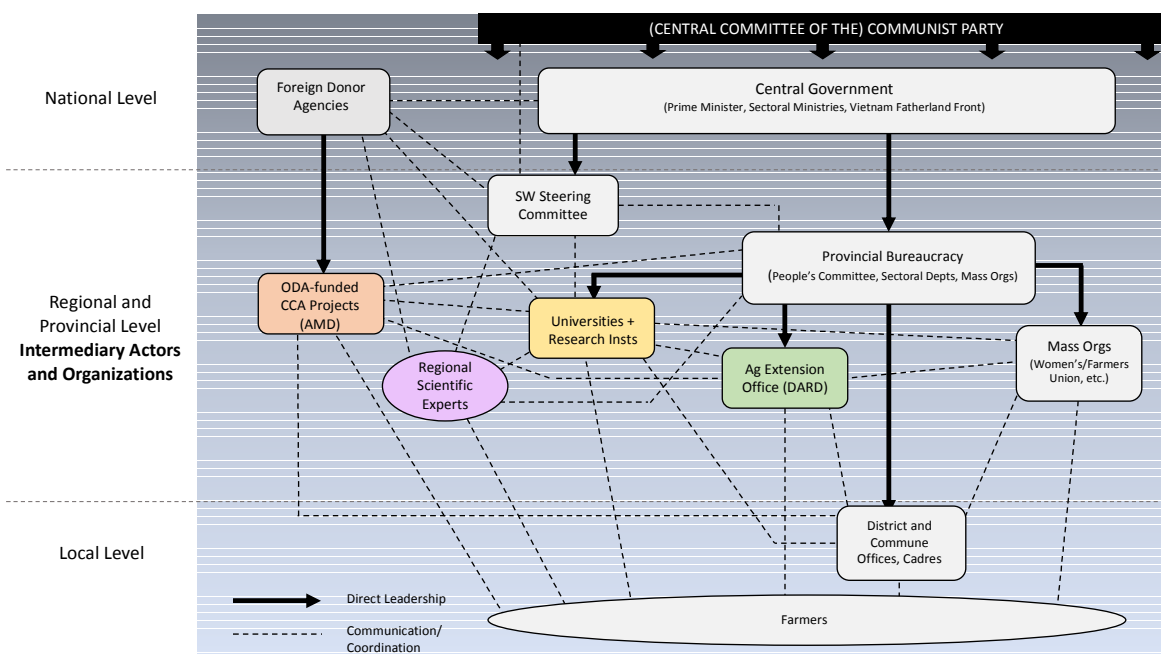 (CENTRAL COMMITTEE OF THE) COMMUNIST PARTY
National Level
Foreign Donor
Agencies
Central Government
(Prime Minister, Sectoral Ministries, Vietnam Fatherland Front)
SW Steering
Committee
Provincial Bureaucracy
(People's Committee, Sectoral Depts, Mass Orgs)
Regional and
Provincial Level
Intermediary Actors
and Organizations
ODA-funded
CCA Projects
(AMD)
Universities +
Research Insts
Mass Orgs
(Women's/Farmers
Union, etc.)
Regional
Scientific
Experts
Ag Extension
Office (DARD)
Local Level
District and
Commune
Offices, Cadres
Direct Leadership
Communication/
Coordination
Farmers